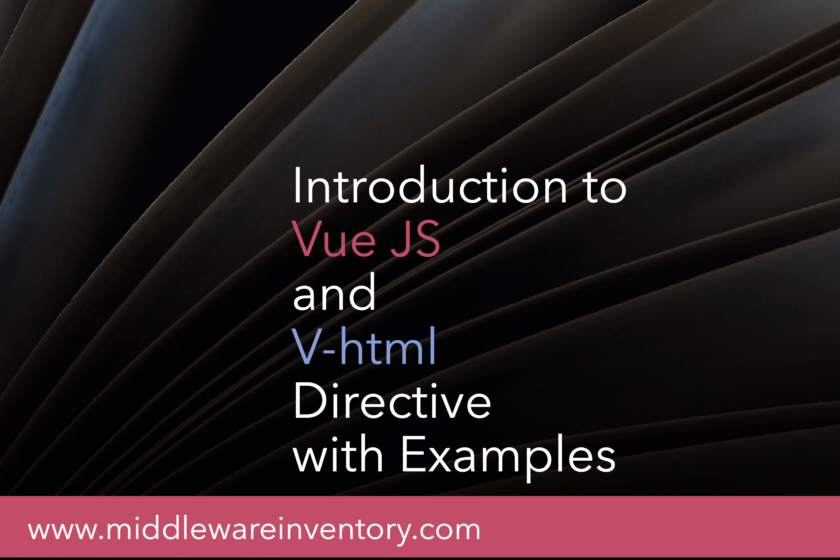 Introduction to
Vue JS
and
V-html
Directive
with Examples
www.middlewareinventory.com